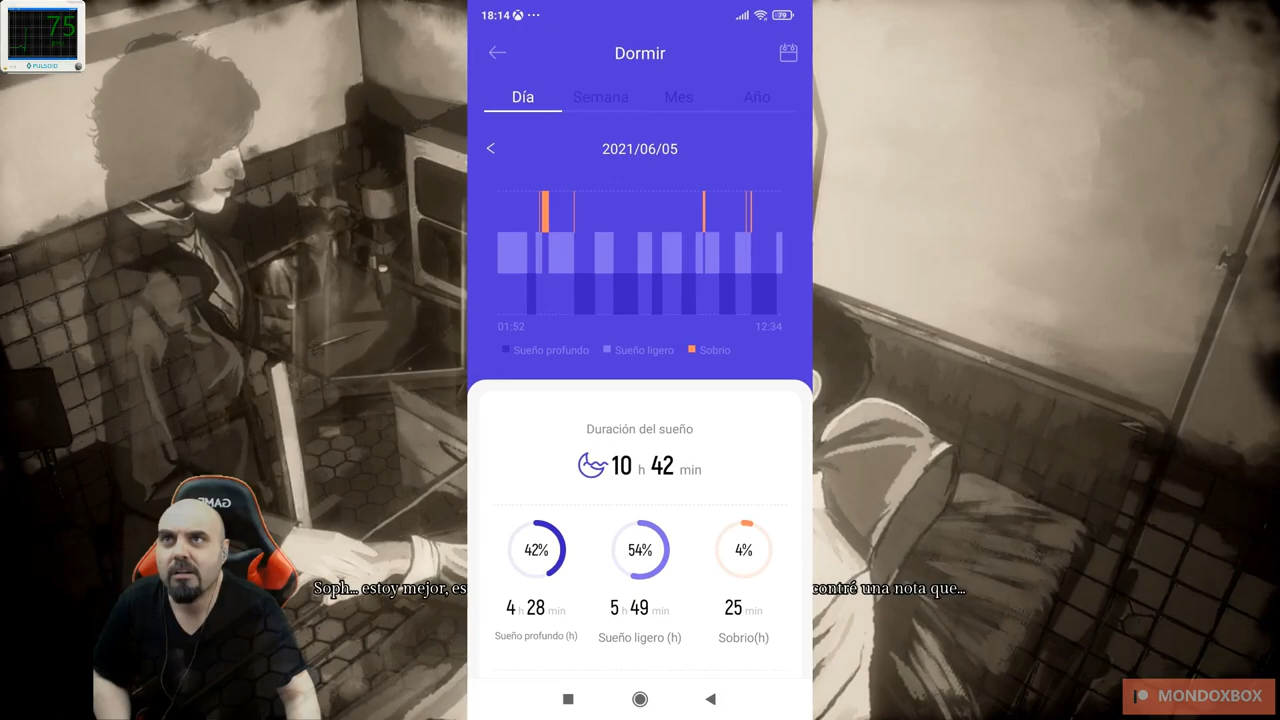 75
PULSOID
18:14
79
Dormir
Día
Semana
Mes
Año
2021/06/05
01:52
12:34
Sueño profundo
Sueño ligero
Sobrio
Duración del sueño
10 h 42 min
42%
54%
4%
4 h 28 min
5 h 49 min
25 min
Sueño profundo (h)
Sueño ligero (h)
Sobrio(h)
Soph... estoy mejor, es
contré una nota que...
GAME
MONDOXBOX